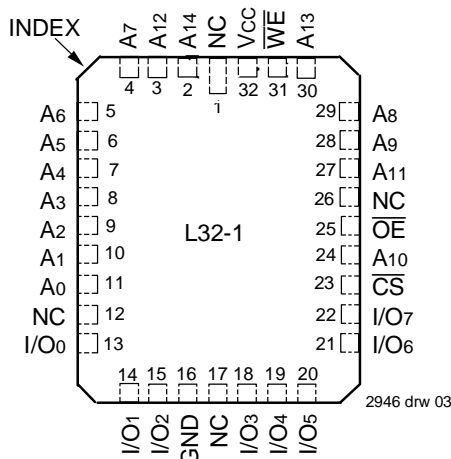 INDEX
A7 A12 A14 NC VCC W̅E̅ A13
4 3 2 1 32 31 30
A6 5 29 A8
A5 6 28 A9
A4 7 27 A11
A3 8 26 NC
A2 9 L32-1 25 O̅E̅
A1 10 24 A10
A0 11 23 C̅S̅
NC 12 22 I/O7
I/O0 13 21 I/O6
14 15 16 17 18 19 20
I/O1 I/O2 GND NC I/O3 I/O4 I/O5
2946 drw 03